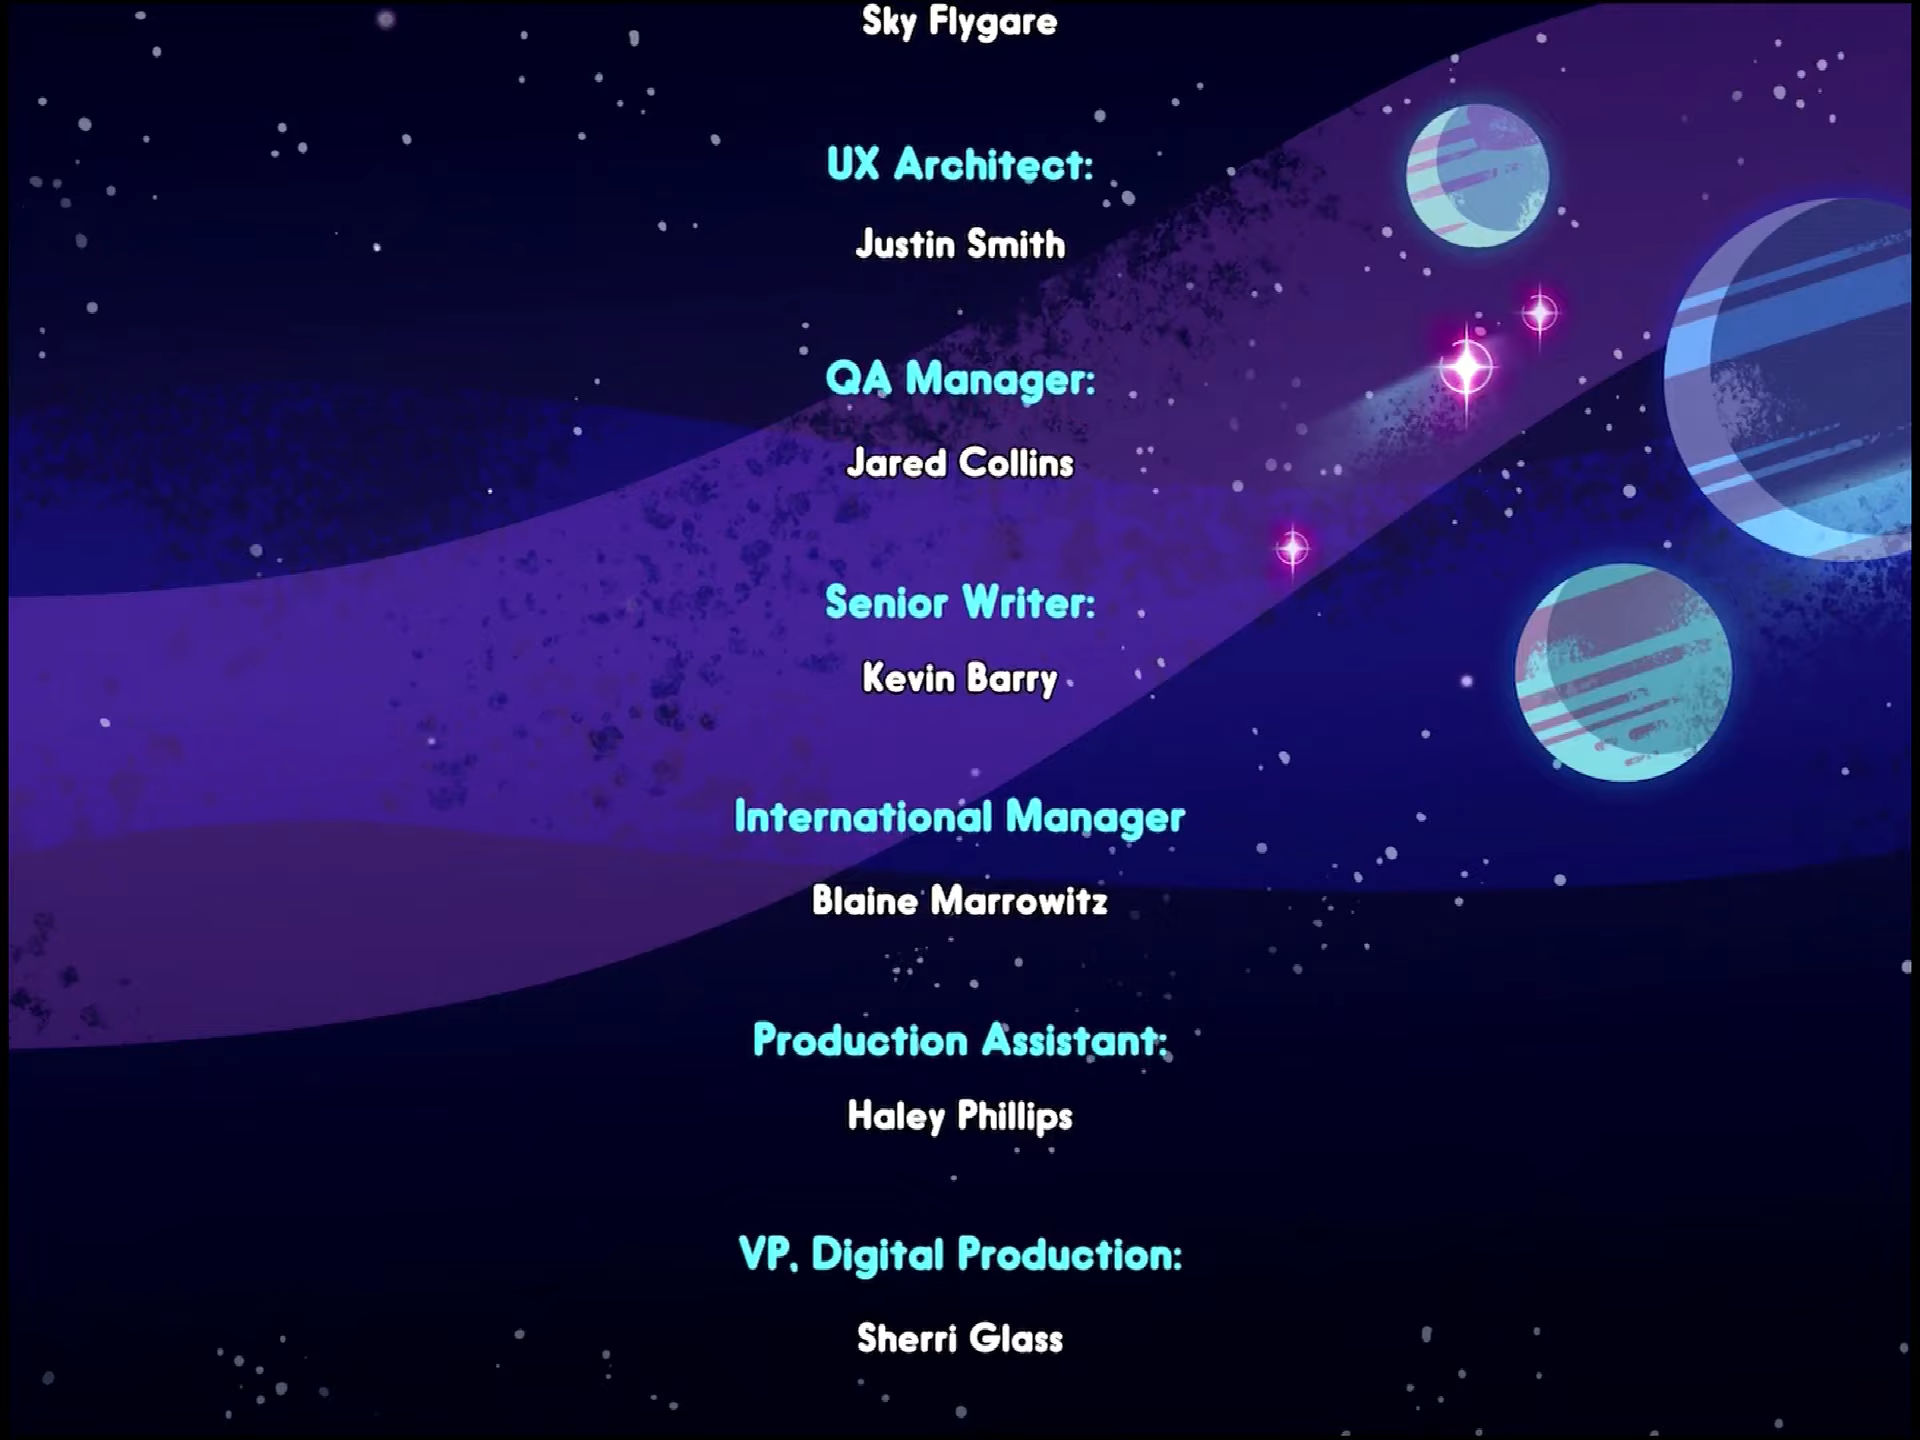 Sky Flygare
UX Architect:
Justin Smith
QA Manager:
Jared Collins
Senior Writer:
Kevin Barry
International Manager
Blaine Marrowitz
Production Assistant:
Haley Phillips
VP, Digital Production:
Sherri Glass